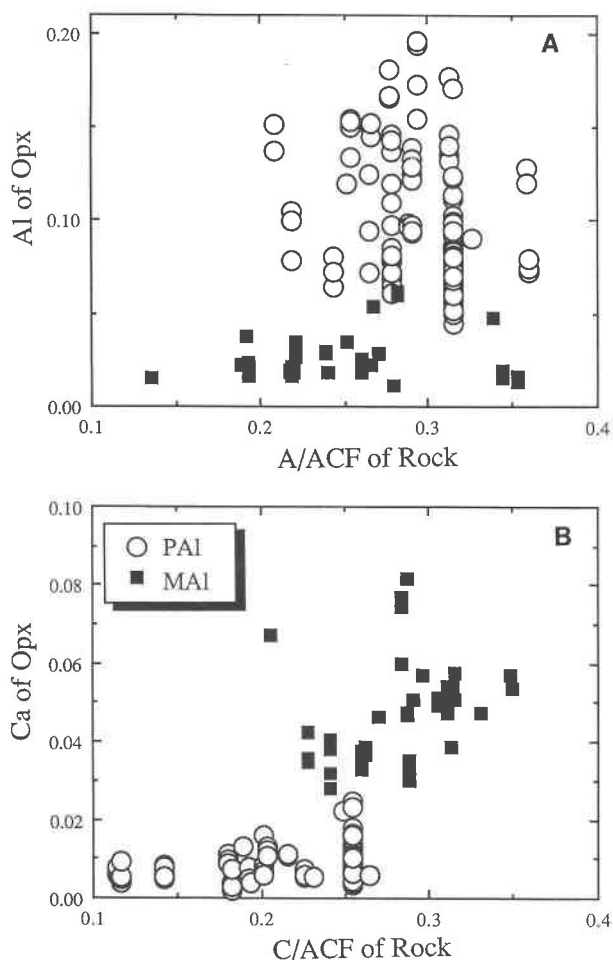 A
0.20
0.10
0.00
Al of Opx
0.1 0.2 0.3 0.4
A/ACF of Rock
B
PAl
MAl
0.10
0.08
0.06
0.04
0.02
0.00
Ca of Opx
0.1 0.2 0.3 0.4
C/ACF of Rock